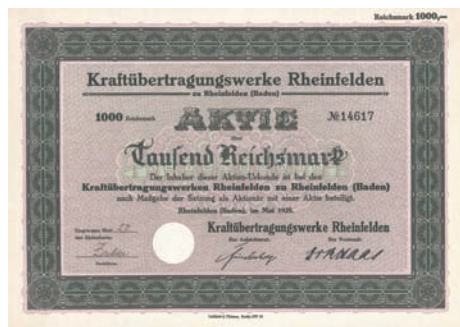 Reichsmark 1000,—
Kraftübertragungswerke Rheinfelden
zu Rheinfelden (Baden)
1000 Reichsmark AKTIE № 14617
über
Tausend Reichsmark
Der Inhaber dieser Aktien-Urkunde ist bei den
Kraftübertragungswerken Rheinfelden zu Rheinfelden (Baden)
nach Maßgabe der Satzung als Aktionär mit einer Aktie beteiligt.
Rheinfelden (Baden), im Mai
Kraftübertragungswerke Rheinfelden
Der Aufsichtsrat: Der Vorstand: